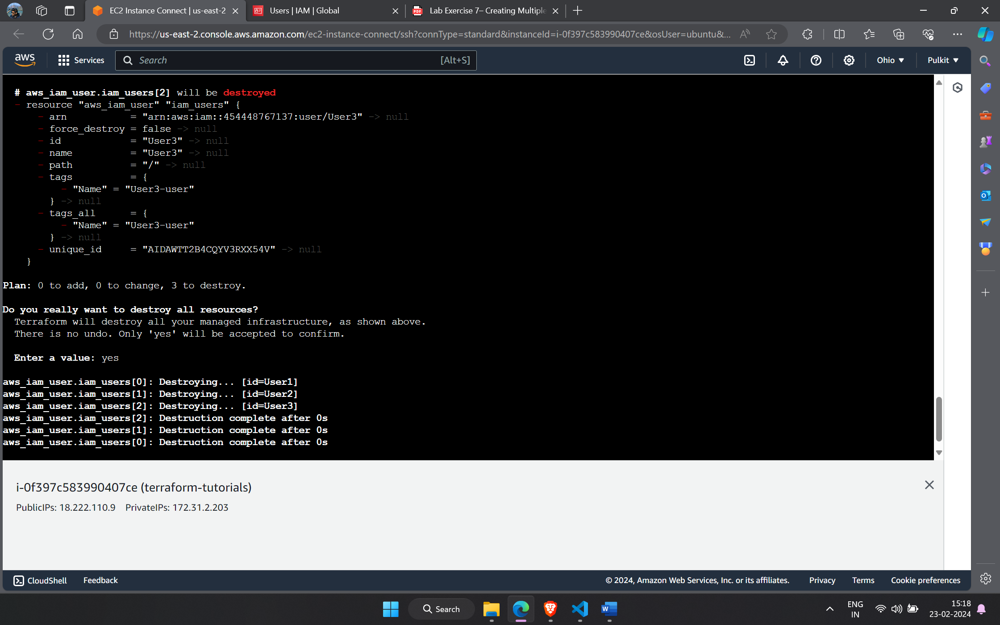 EC2 Instance Connect | us-east-2
Users | IAM | Global
PDF
Lab Exercise 7– Creating Multiple
https://us-east-2.console.aws.amazon.com/ec2-instance-connect/ssh?connType=standard&instanceId=i-0f397c583990407ce&osUser=ubuntu&...
aws
Services
Search
[Alt+S]
Ohio
Pulkit
# aws_iam_user.iam_users[2] will be destroyed
- resource "aws_iam_user" "iam_users" {
- arn = "arn:aws:iam::454448767137:user/User3" -> null
- force_destroy = false -> null
- id = "User3" -> null
- name = "User3" -> null
- path = "/" -> null
- tags = {
- "Name" = "User3-user"
} -> null
- tags_all = {
- "Name" = "User3-user"
} -> null
- unique_id = "AIDAWTT2B4CQYV3RXX54V" -> null
}
Plan: 0 to add, 0 to change, 3 to destroy.
Do you really want to destroy all resources?
Terraform will destroy all your managed infrastructure, as shown above.
There is no undo. Only 'yes' will be accepted to confirm.
Enter a value: yes
aws_iam_user.iam_users[0]: Destroying... [id=User1]
aws_iam_user.iam_users[1]: Destroying... [id=User2]
aws_iam_user.iam_users[2]: Destroying... [id=User3]
aws_iam_user.iam_users[2]: Destruction complete after 0s
aws_iam_user.iam_users[1]: Destruction complete after 0s
aws_iam_user.iam_users[0]: Destruction complete after 0s
i-0f397c583990407ce (terraform-tutorials)
PublicIPs: 18.222.110.9 PrivateIPs: 172.31.2.203
CloudShell
Feedback
© 2024, Amazon Web Services, Inc. or its affiliates.
Privacy
Terms
Cookie preferences
Search
ENG
IN
15:18
23-02-2024